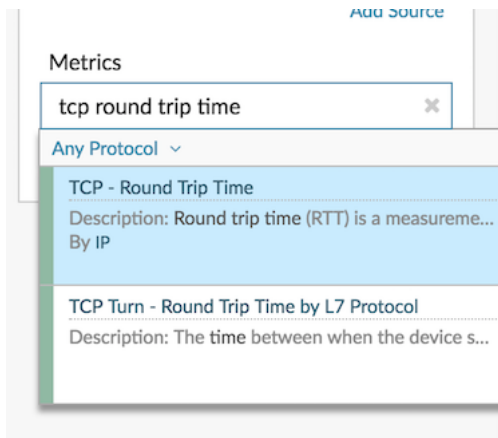 Add Source
Metrics
tcp round trip time
Any Protocol
TCP - Round Trip Time
Description: Round trip time (RTT) is a measureme...
By IP
TCP Turn - Round Trip Time by L7 Protocol
Description: The time between when the device s...